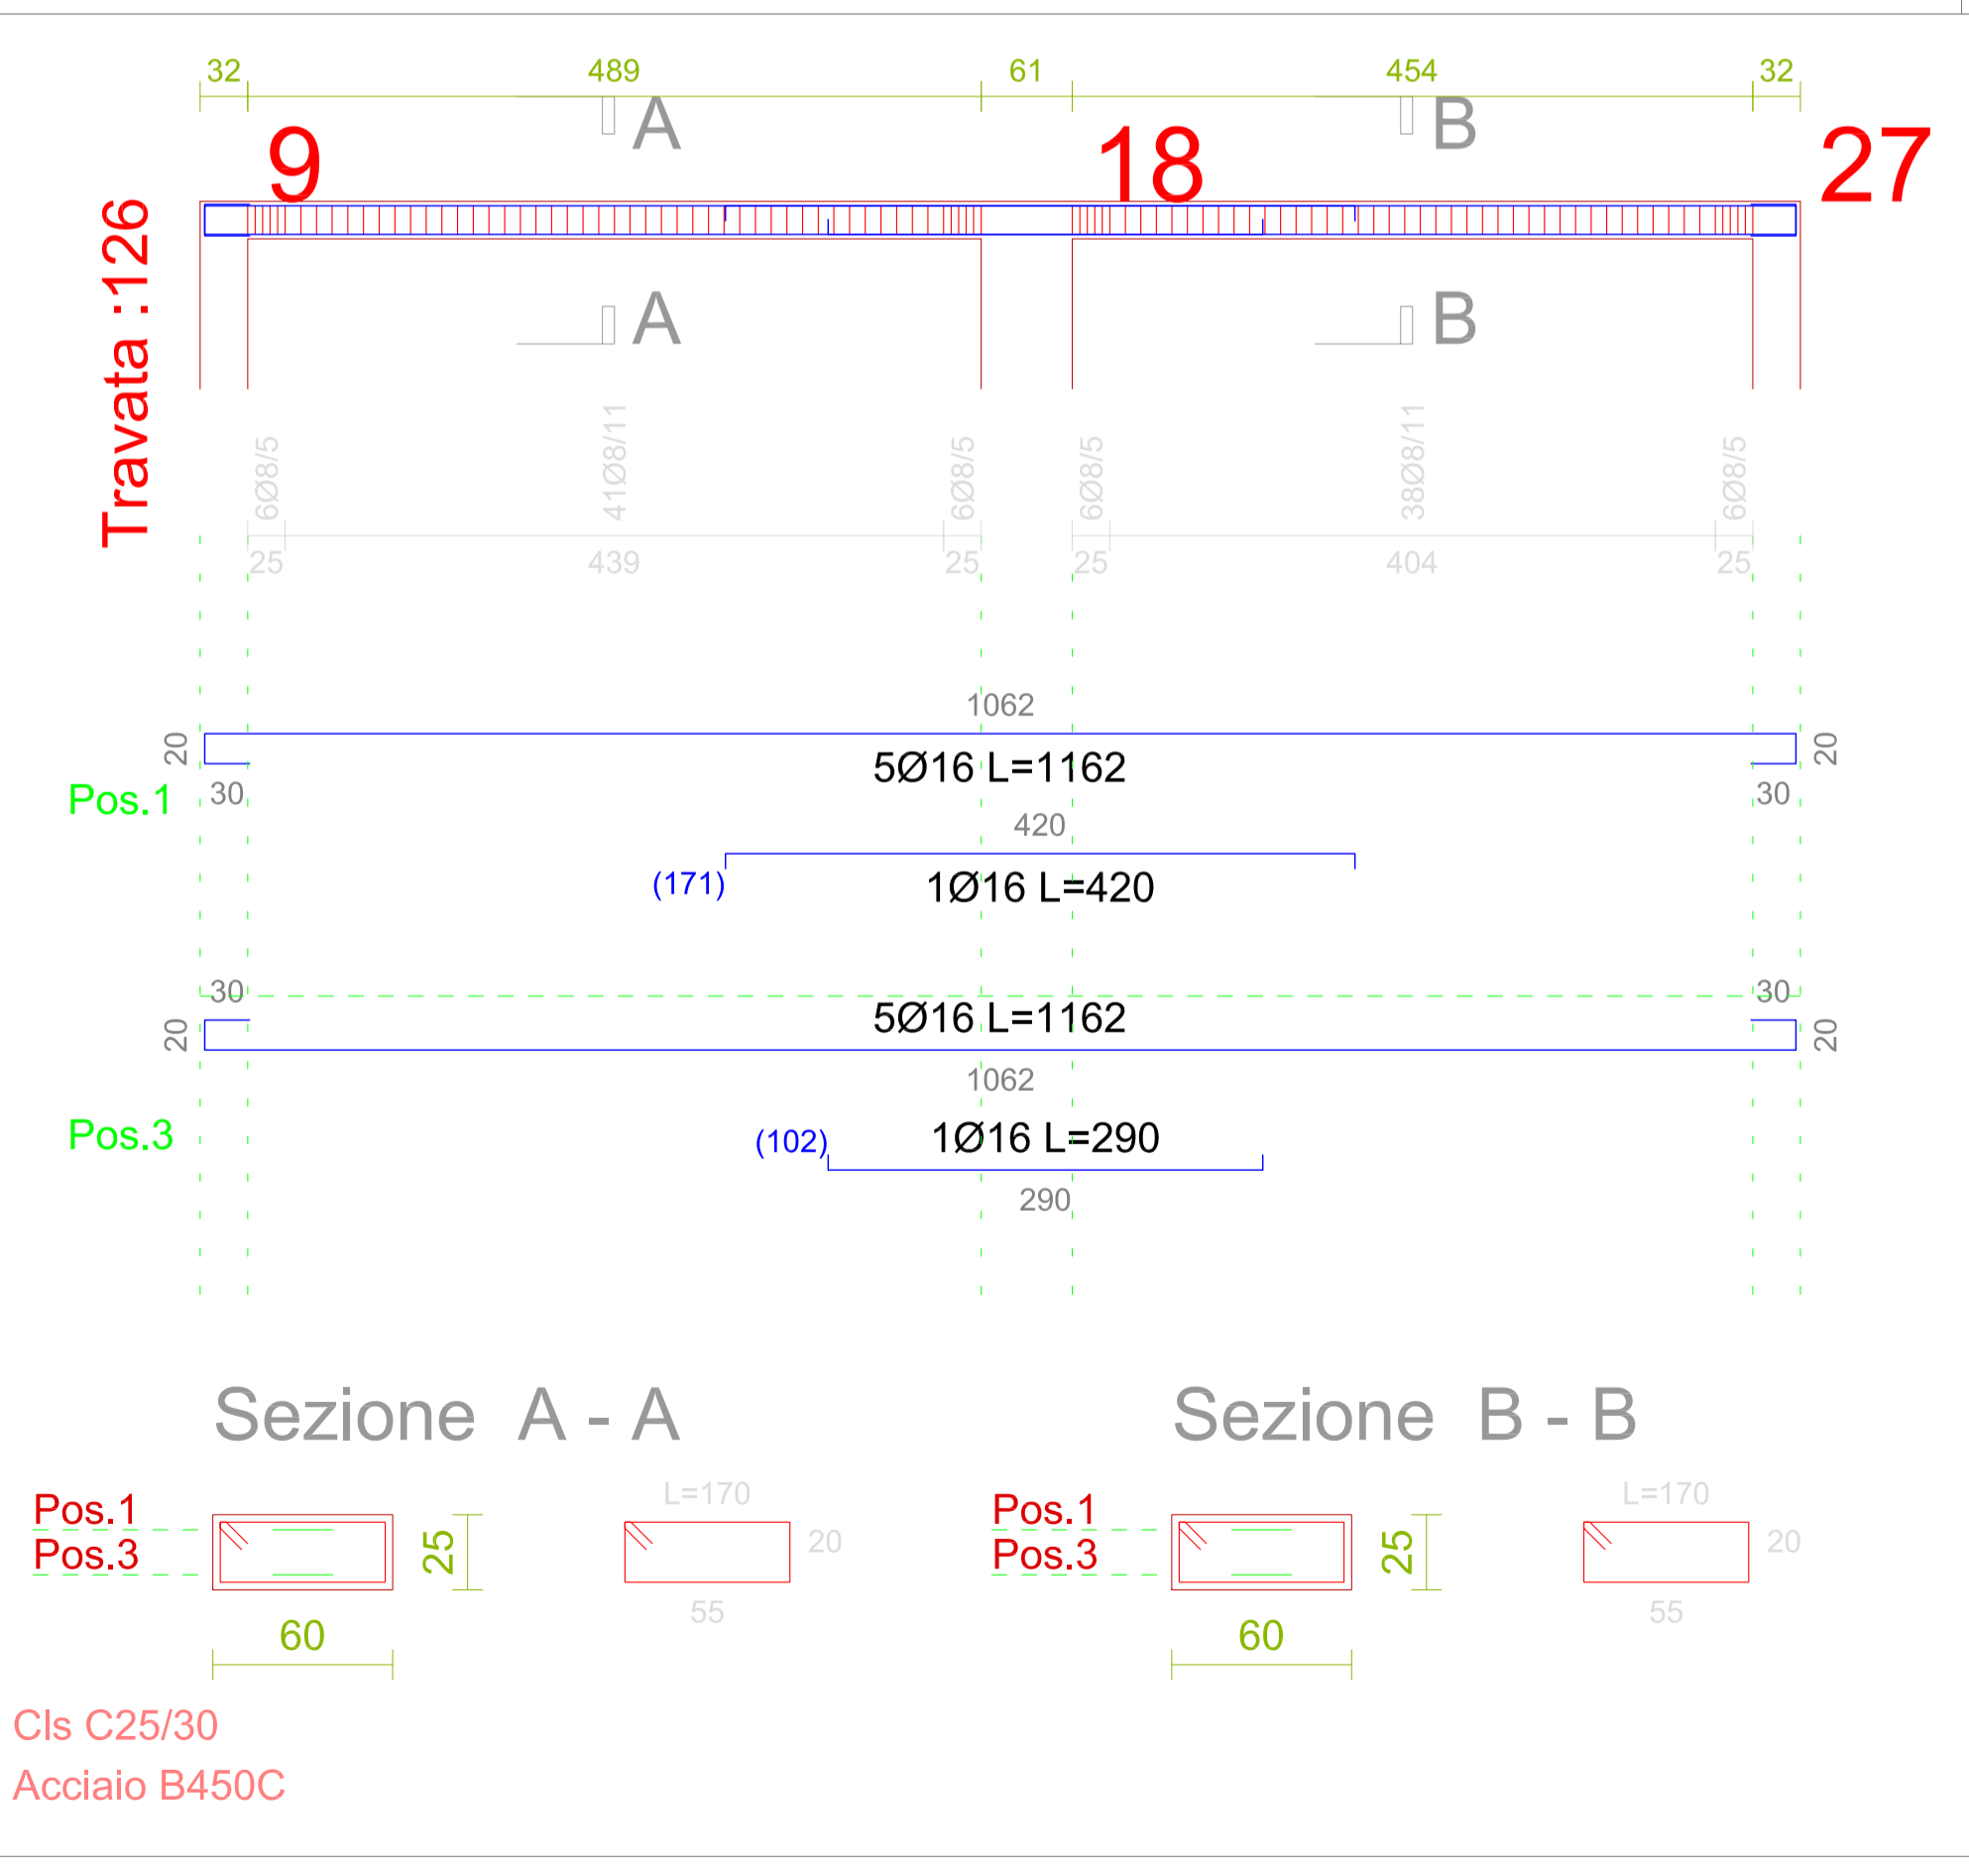 32 489 61 454 32
A B
9 18 27
Travata :126
A B
6Ø8/5 41Ø8/11 6Ø8/5 6Ø8/5 38Ø8/11 6Ø8/5
25 439 25 25 404 25
1062
20 5Ø16 L=1162 20
Pos.1 30 30
420
(171) 1Ø16 L=420
30 30
20 5Ø16 L=1162 20
1062
Pos.3 (102) 1Ø16 L=290
290
Sezione A - A Sezione B - B
Pos.1 L=170 Pos.1 L=170
Pos.3 25 20 Pos.3 25 20
60 55 60 55
Cls C25/30
Acciaio B450C